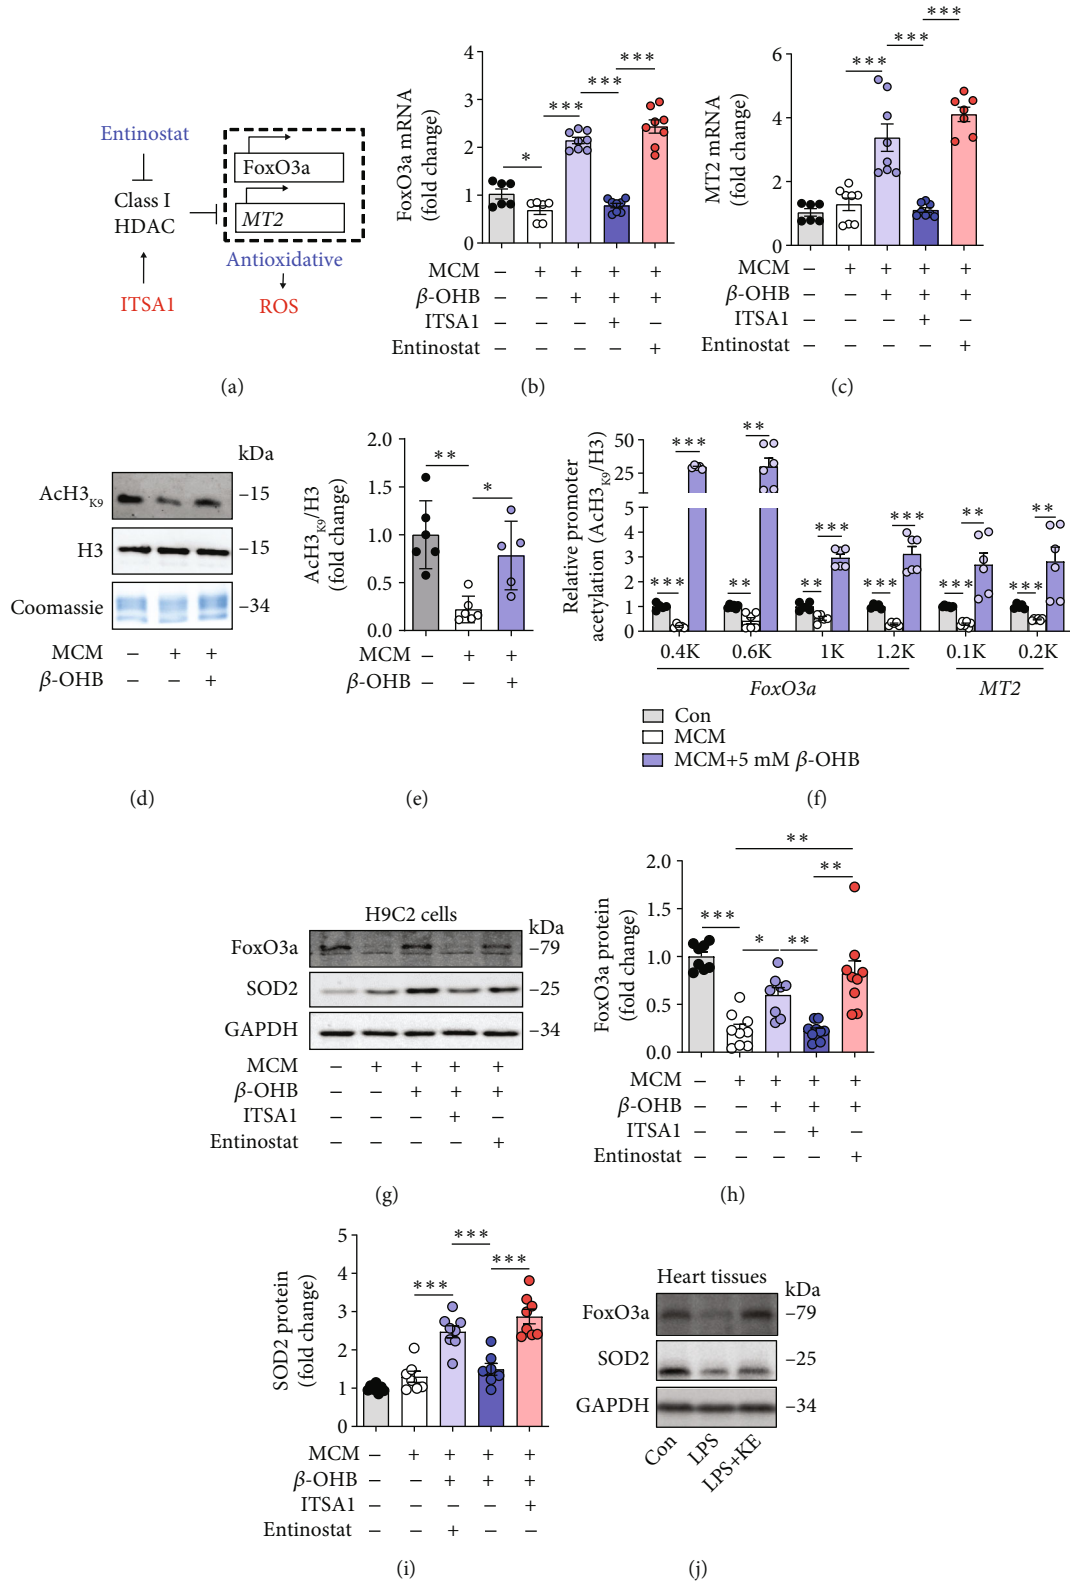 Entinostat
Class I
HDAC
ITSA1
FoxO3a
MT2
Antioxidative
ROS
(a)
FoxO3a mRNA
(fold change)
4
3
2
1
0
*
***
***
***
MCM – + + + +
β-OHB – – + + +
ITSA1 – – – + –
Entinostat – – – – +
(b)
MT2 mRNA
(fold change)
6
4
2
0
***
***
***
MCM – + + + +
β-OHB – – + + +
ITSA1 – – – + –
Entinostat – – – – +
(c)
kDa
AcH3K9 –15
H3 –15
Coomassie –34
MCM – + +
β-OHB – – +
(d)
AcH3K9/H3
(fold change)
2.0
1.5
1.0
0.5
0.0
**
*
MCM – + +
β-OHB – – +
(e)
Relative promoter
acetylation (AcH3K9/H3)
50
25
5
4
3
2
1
0
*** ***
** **
** ***
*** ***
*** **
*** **
0.4K 0.6K 1K 1.2K 0.1K 0.2K
FoxO3a MT2
Con
MCM
MCM+5 mM β-OHB
(f)
H9C2 cells
kDa
FoxO3a –79
SOD2 –25
GAPDH –34
MCM – + + + +
β-OHB – – + + +
ITSA1 – – – + –
Entinostat – – – – +
(g)
FoxO3a protein
(fold change)
2.0
1.5
1.0
0.5
0.0
**
**
***
*
**
MCM – + + + +
β-OHB – – + + +
ITSA1 – – – + –
Entinostat – – – – +
(h)
SOD2 protein
(fold change)
5
4
3
2
1
0
***
***
***
MCM – + + + +
β-OHB – – + + +
ITSA1 – – – – +
Entinostat – – + – –
(i)
Heart tissues
kDa
FoxO3a –79
SOD2 –25
GAPDH –34
Con LPS LPS+KE
(j)